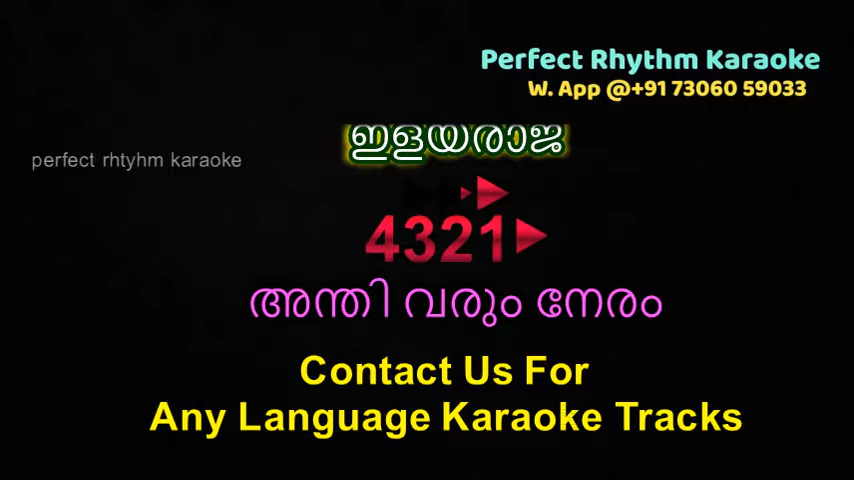 Perfect Rhythm Karaoke
W. App @+91 73060 59033
ഇളയരാജ
perfect rhtyhm karaoke
4321
അന്തി വരും നേരം
Contact Us For
Any Language Karaoke Tracks